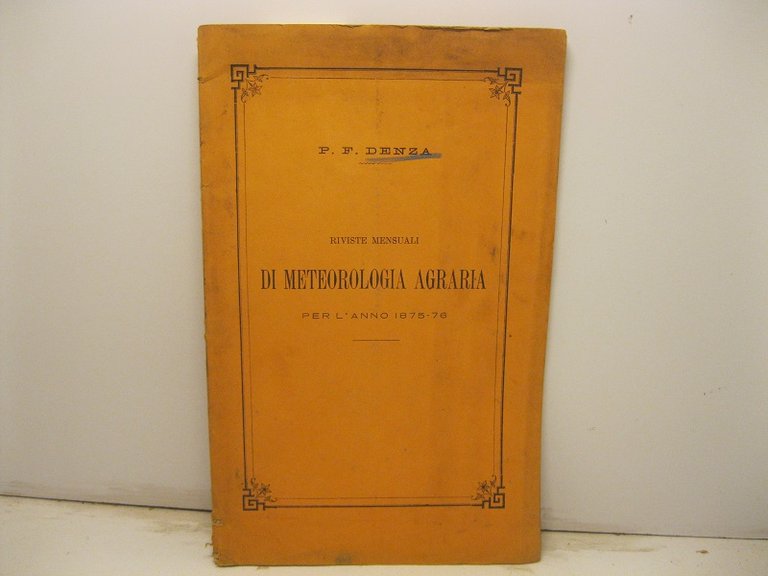 P. F. DENZA
RIVISTE MENSUALI
DI METEOROLOGIA AGRARIA
PER L'ANNO 1875-76